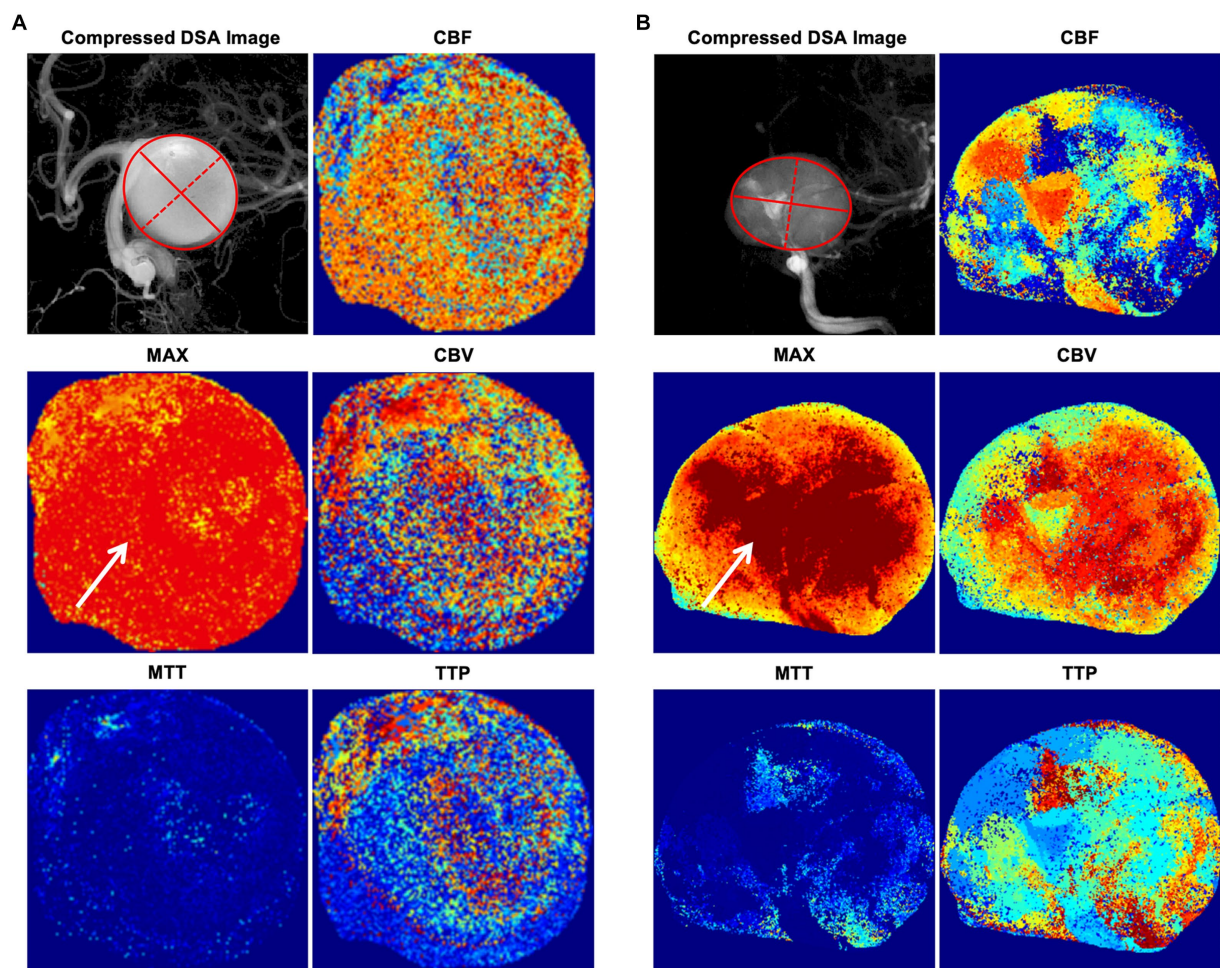 A
B
Compressed DSA Image CBF
Compressed DSA Image CBF
MAX CBV
MAX CBV
MTT TTP
MTT TTP